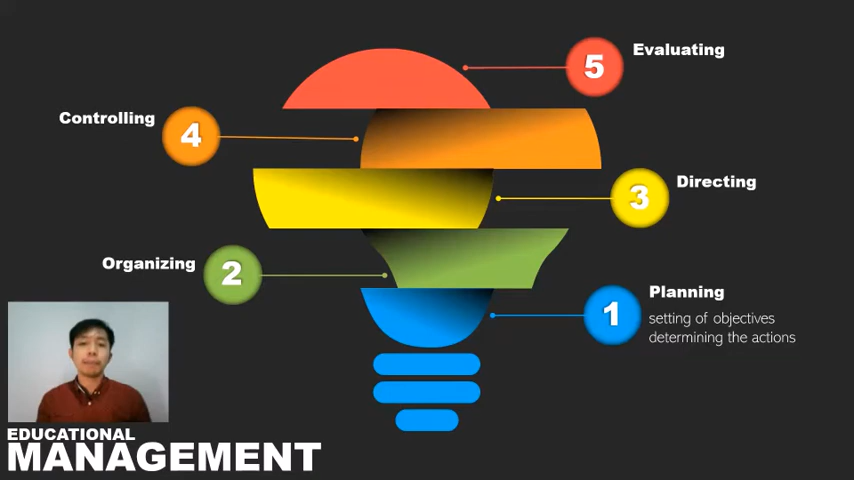 5
Evaluating
Controlling
4
3
Directing
Organizing
2
1
Planning
setting of objectives
determining the actions
EDUCATIONAL
MANAGEMENT